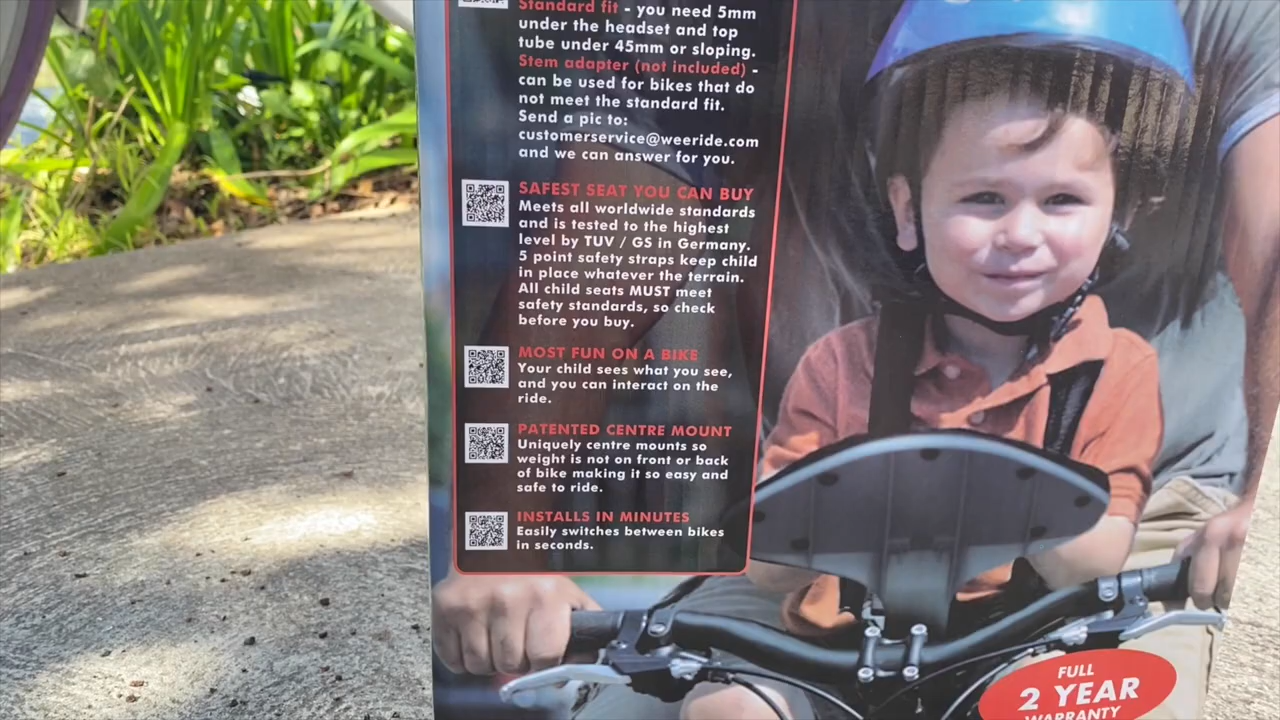 Standard fit - you need 5mm
under the headset and top
tube under 45mm or sloping.
Stem adapter (not included) -
can be used for bikes that do
not meet the standard fit.
Send a pic to:
customerservice@weeride.com
and we can answer for you.
SAFEST SEAT YOU CAN BUY
Meets all worldwide standards
and is tested to the highest
level by TUV / GS in Germany.
5 point safety straps keep child
in place whatever the terrain.
All child seats MUST meet
safety standards, so check
before you buy.
MOST FUN ON A BIKE
Your child sees what you see,
and you can interact on the
ride.
PATENTED CENTRE MOUNT
Uniquely centre mounts so
weight is not on front or back
of bike making it so easy and
safe to ride.
INSTALLS IN MINUTES
Easily switches between bikes
in seconds.
FULL
2 YEAR
WARRANTY